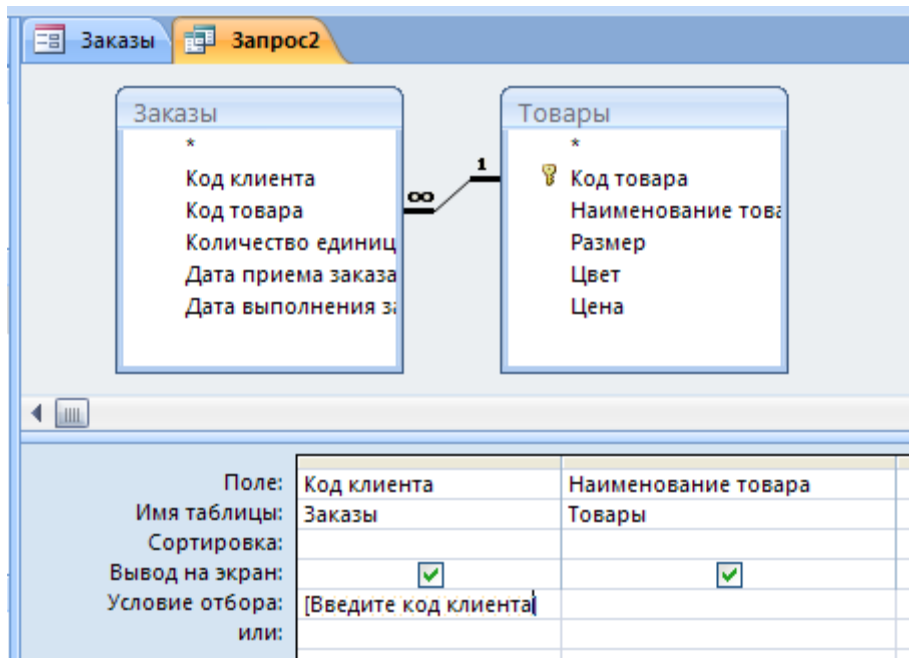 Заказы Запрос2
Заказы Товары
*
Код клиента
Код товара
Количество единиц
Дата приема заказа
Дата выполнения за
∞ 1
*
Код товара
Наименование това
Размер
Цвет
Цена
Поле: Код клиента Наименование товара
Имя таблицы: Заказы Товары
Сортировка:
Вывод на экран:
Условие отбора: [Введите код клиента]
или: